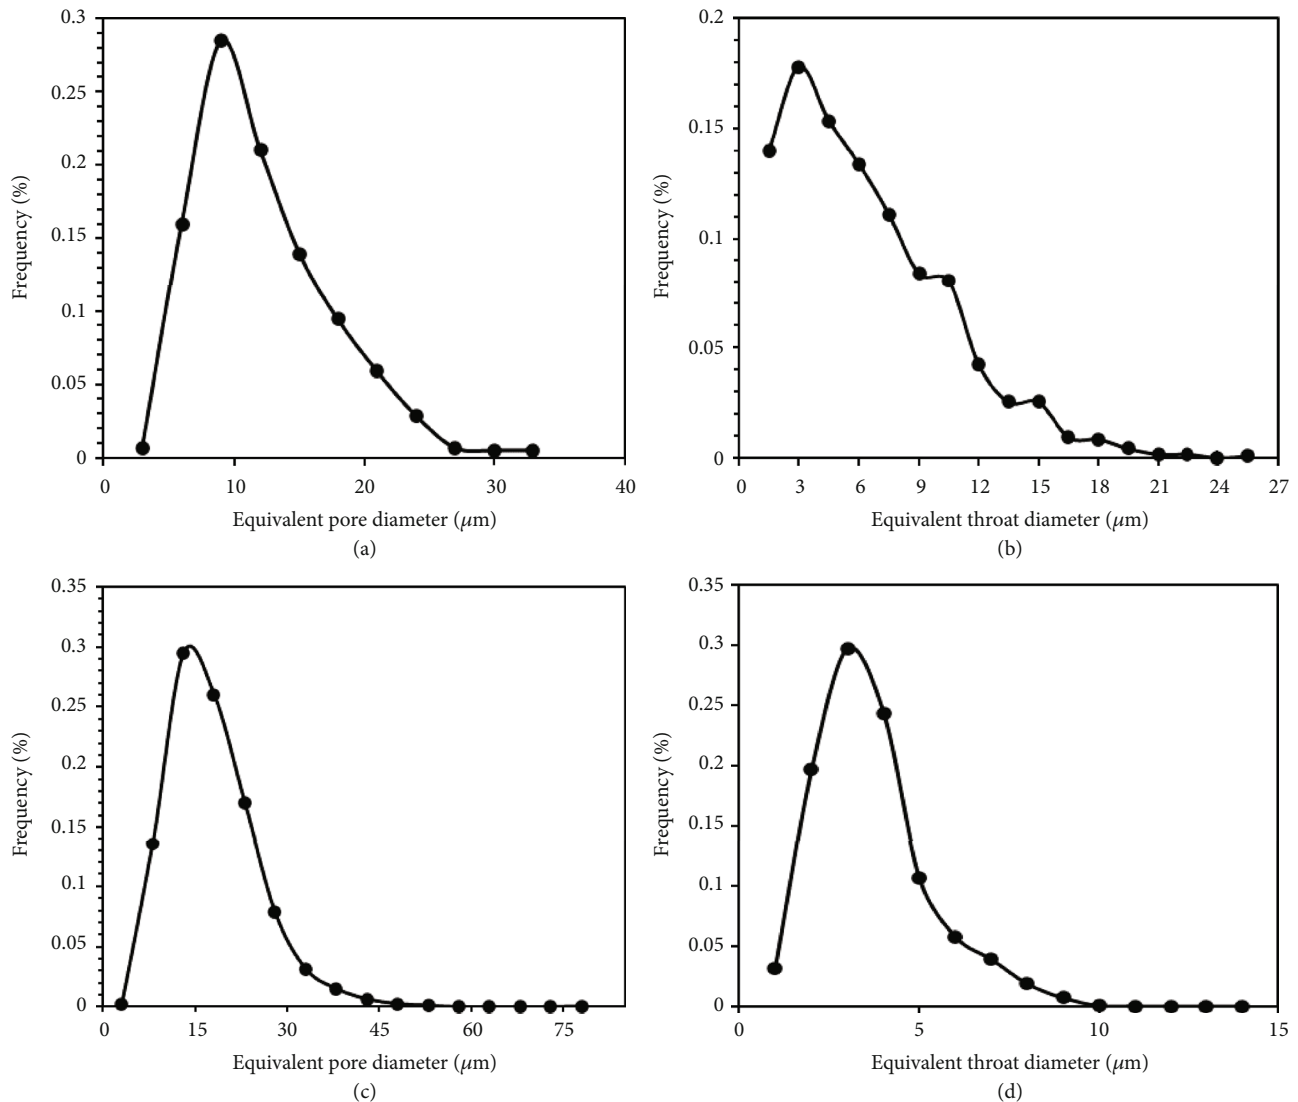 0.3
0.25
0.2
0.15
0.1
0.05
0
Frequency (%)
0 10 20 30 40
Equivalent pore diameter (µm)
(a)
0.2
0.15
0.1
0.05
0
Frequency (%)
0 3 6 9 12 15 18 21 24 27
Equivalent throat diameter (µm)
(b)
0.35
0.3
0.25
0.2
0.15
0.1
0.05
0
Frequency (%)
0 15 30 45 60 75
Equivalent pore diameter (µm)
(c)
0.35
0.3
0.25
0.2
0.15
0.1
0.05
0
Frequency (%)
0 5 10 15
Equivalent throat diameter (µm)
(d)